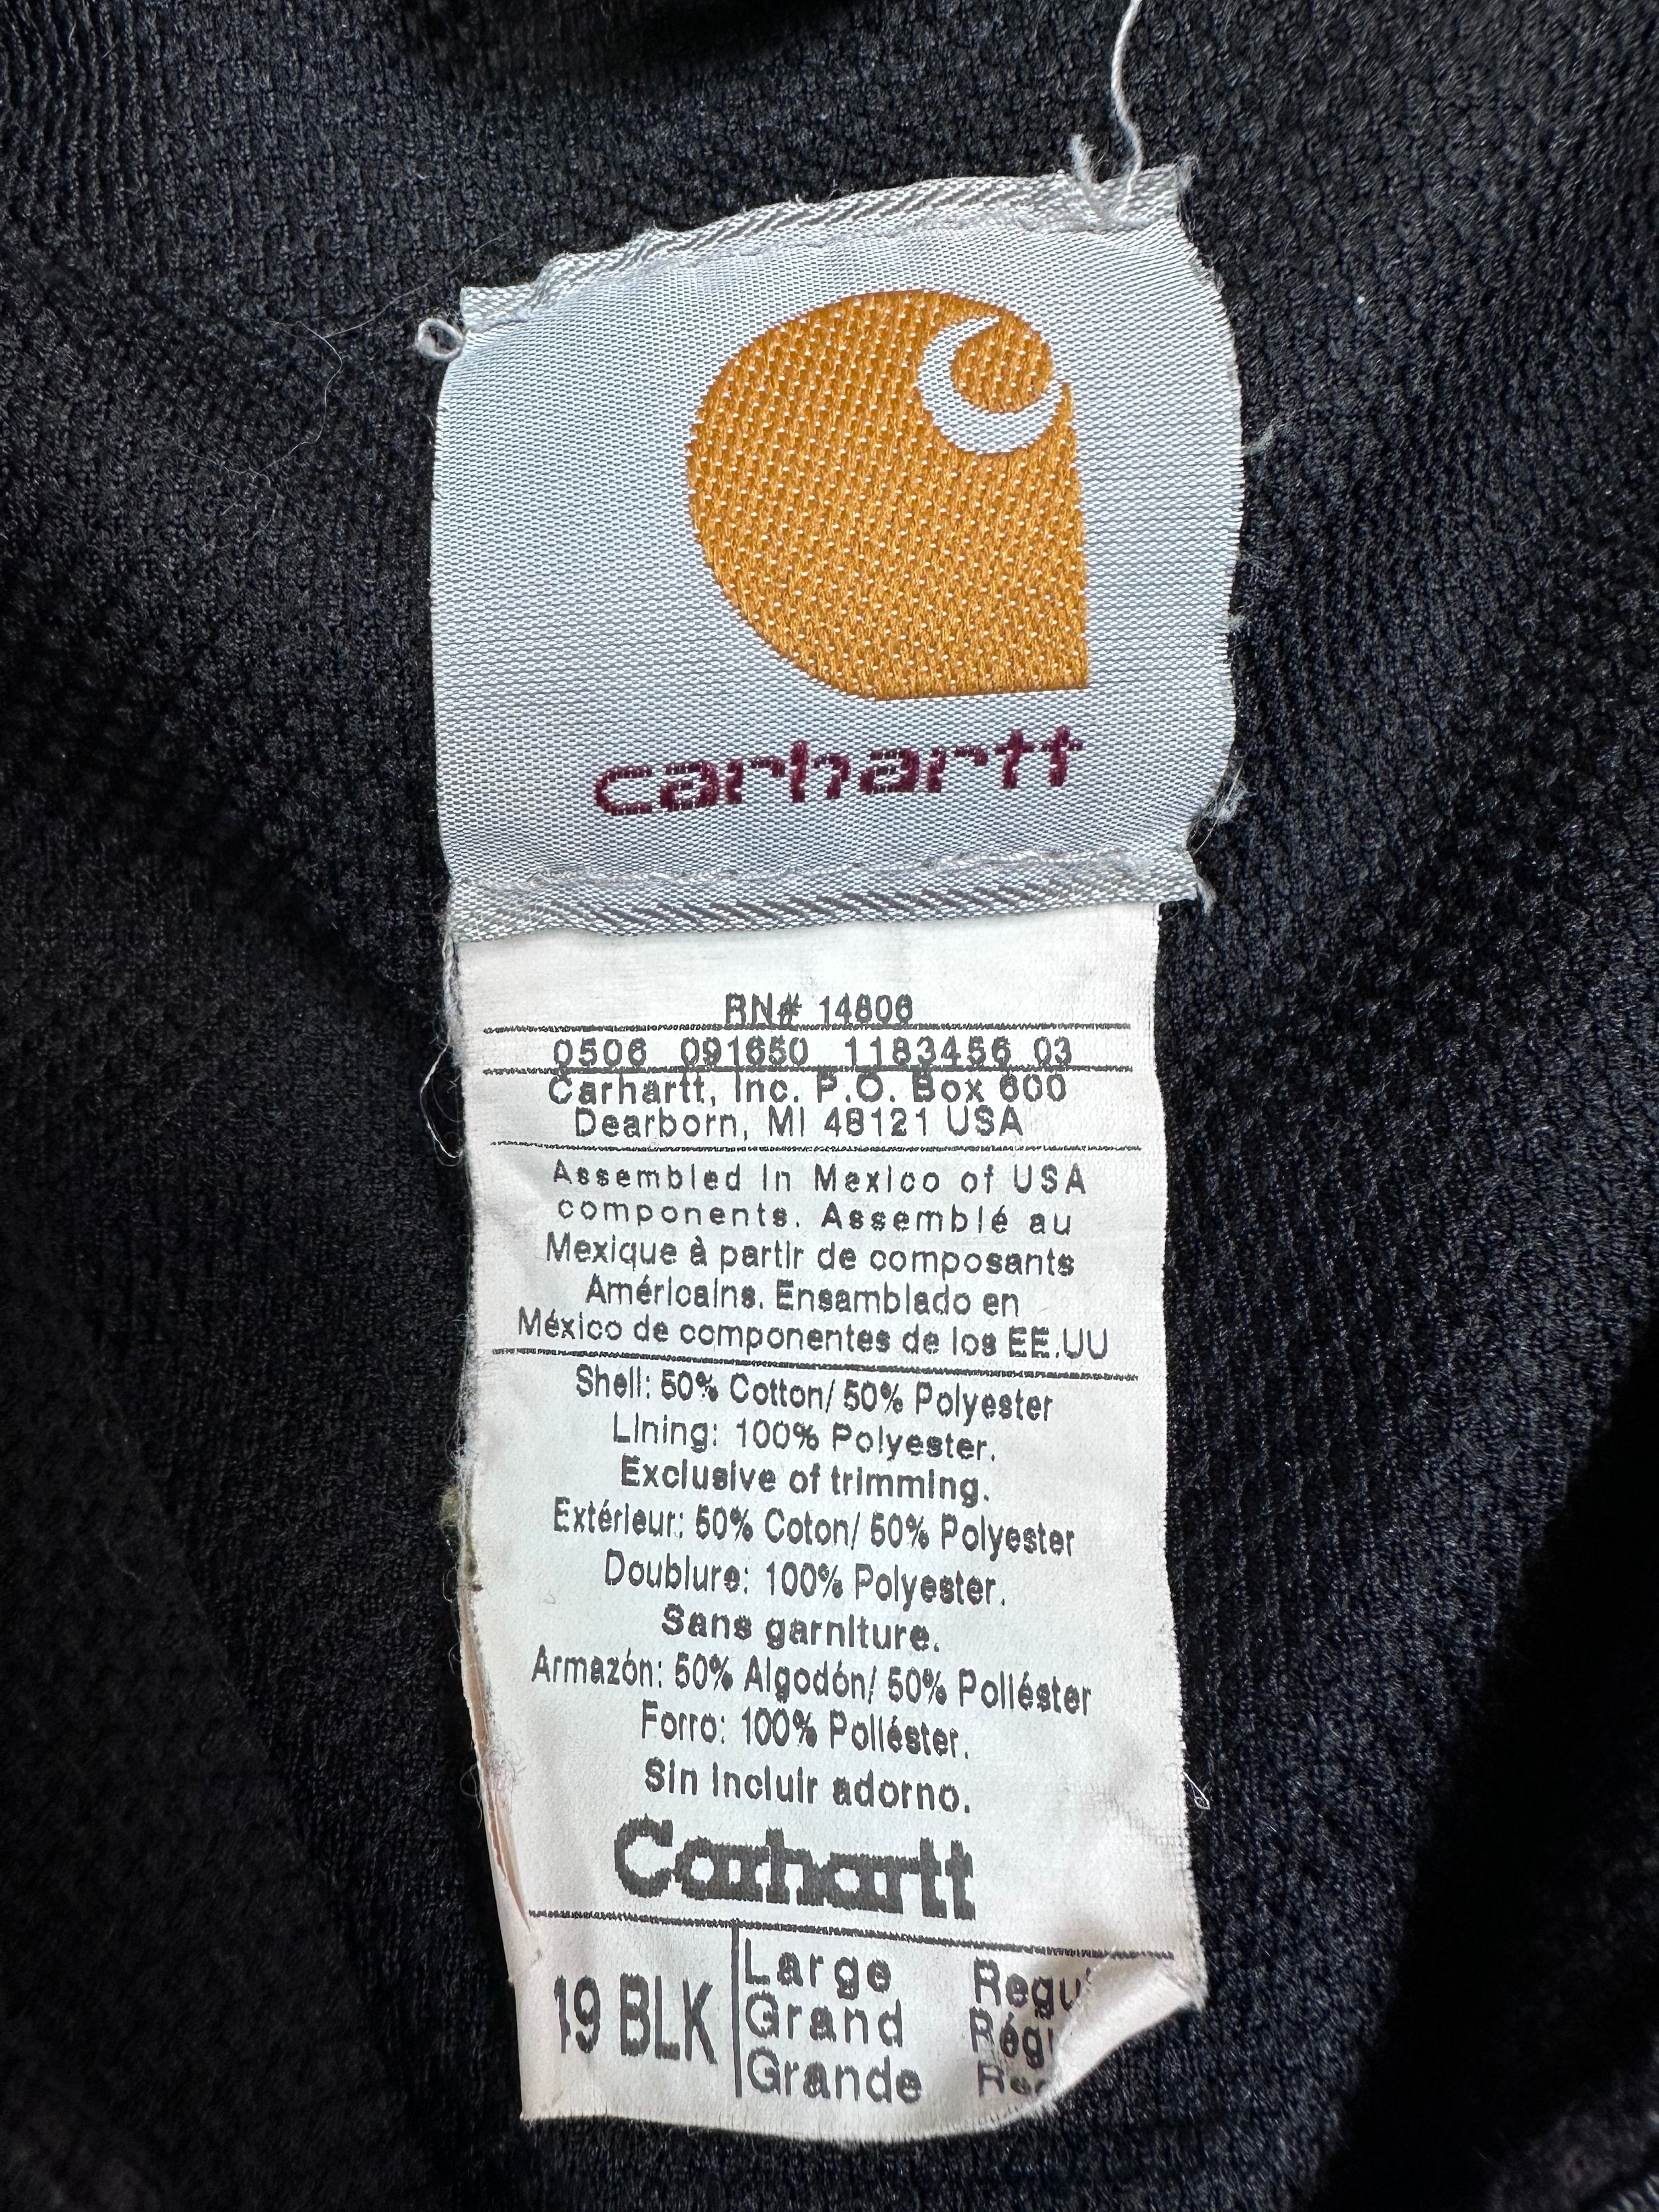 carhartt
RN# 14806
0506 091650 1183456 03
Carhartt, Inc. P.O. Box 600
Dearborn, MI 48121 USA
Assembled in Mexico of USA
components. Assemblé au
Mexique à partir de composants
Américains. Ensamblado en
México de componentes de los EE.UU
Shell: 50% Cotton/ 50% Polyester
Lining: 100% Polyester.
Exclusive of trimming.
Extérieur: 50% Coton/ 50% Polyester
Doublure: 100% Polyester.
Sans garniture.
Armazón: 50% Algodón/ 50% Poliéster
Forro: 100% Poliéster.
Sin incluir adorno.
Carhartt
19 BLK
Large
Grand
Grande